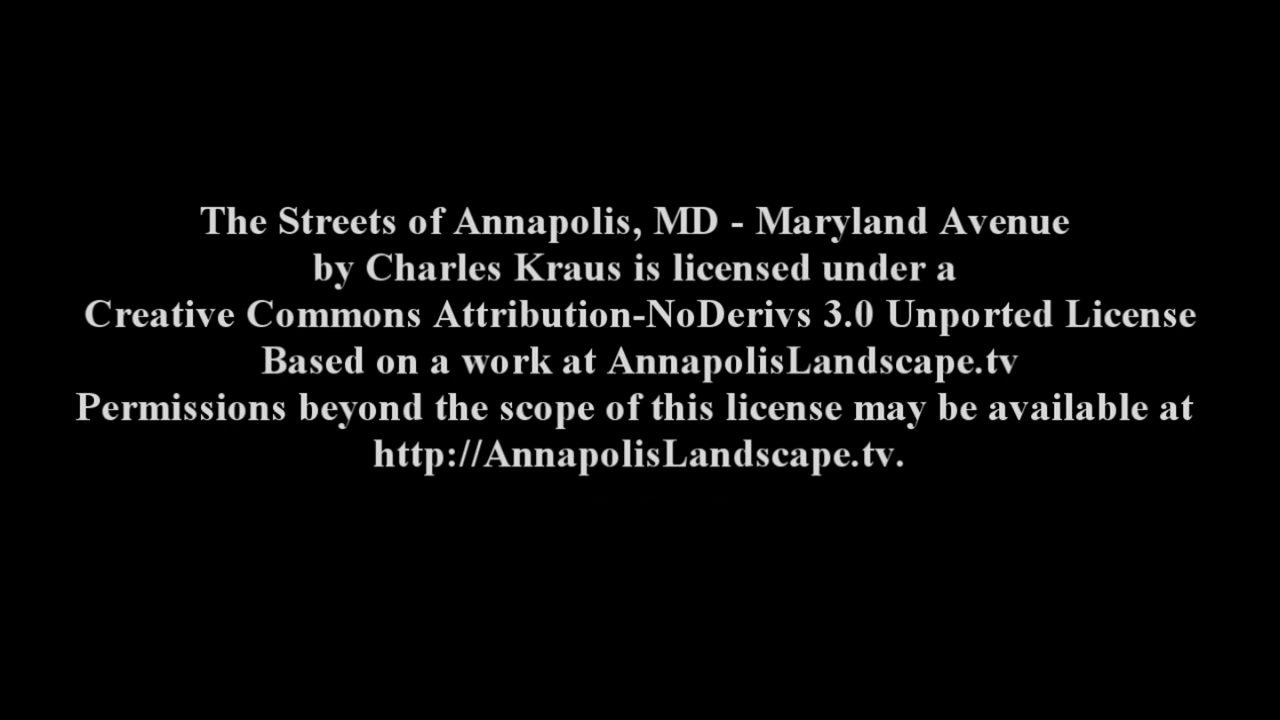 The Streets of Annapolis, MD - Maryland Avenue
by Charles Kraus is licensed under a
Creative Commons Attribution-NoDerivs 3.0 Unported License
Based on a work at AnnapolisLandscape.tv
Permissions beyond the scope of this license may be available at
http://AnnapolisLandscape.tv.